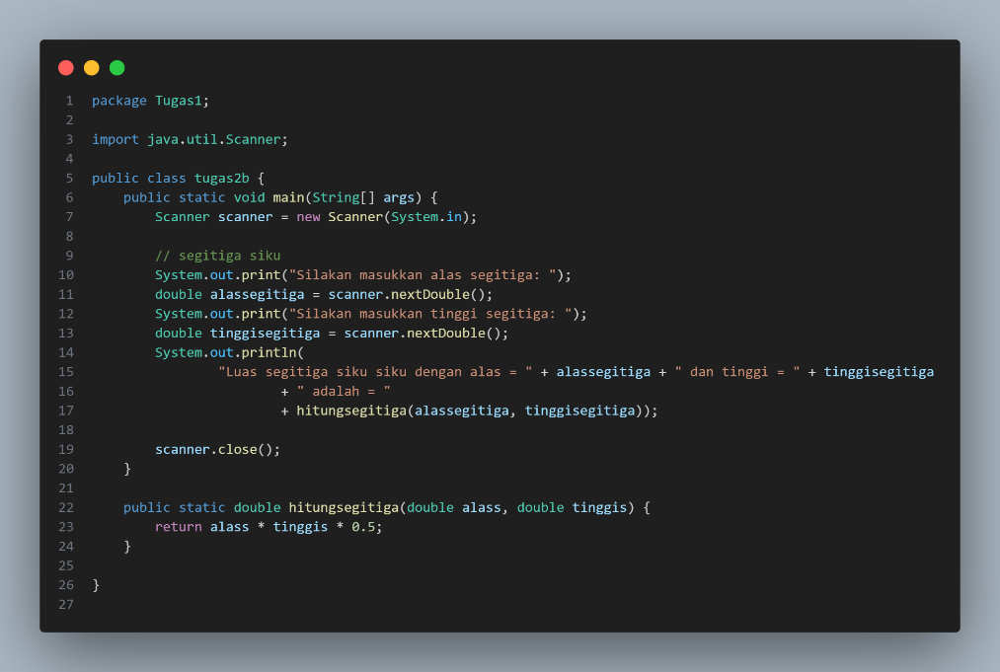 1 package Tugas1;
2
3 import java.util.Scanner;
4
5 public class tugas2b {
6     public static void main(String[] args) {
7         Scanner scanner = new Scanner(System.in);
8
9         // segitiga siku
10         System.out.print("Silakan masukkan alas segitiga: ");
11         double alassegitiga = scanner.nextDouble();
12         System.out.print("Silakan masukkan tinggi segitiga: ");
13         double tinggisegitiga = scanner.nextDouble();
14         System.out.println(
15                 "Luas segitiga siku siku dengan alas = " + alassegitiga + " dan tinggi = " + tinggisegitiga
16                         + " adalah = "
17                         + hitungsegitiga(alassegitiga, tinggisegitiga));
18
19         scanner.close();
20     }
21
22     public static double hitungsegitiga(double alass, double tinggis) {
23         return alass * tinggis * 0.5;
24     }
25
26 }
27